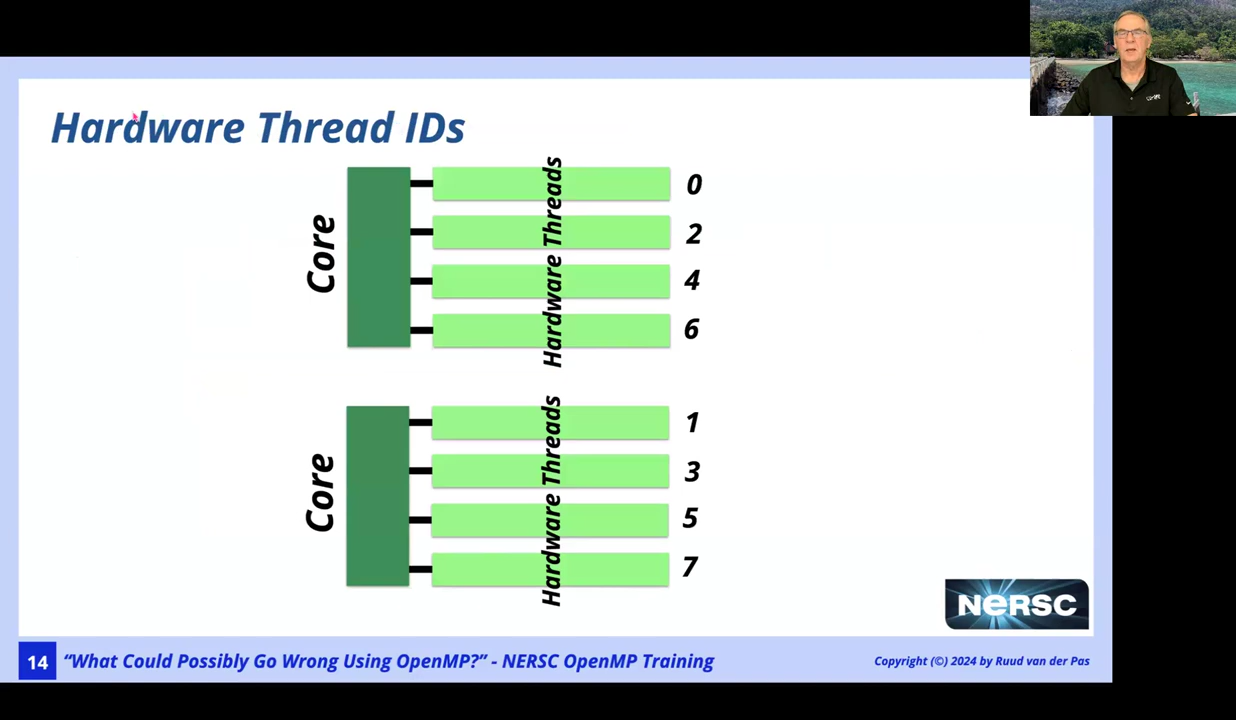 Hardware Thread IDs
Core
Hardware Threads
0
2
4
6
Core
Hardware Threads
1
3
5
7
NERSC
14
“What Could Possibly Go Wrong Using OpenMP?” - NERSC OpenMP Training
Copyright (©) 2024 by Ruud van der Pas